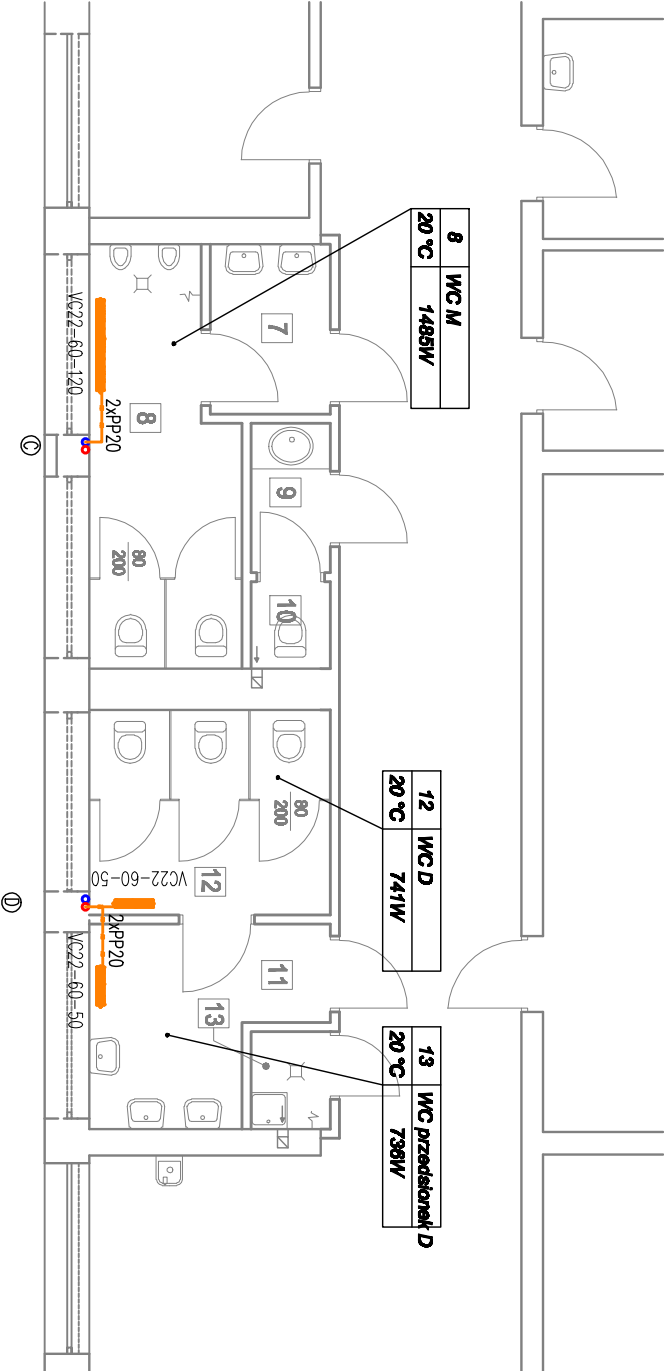 8 WC M
20 °C 1485W
7
VC22-60-120
2xPP20
8
C
9
80
200
10
12 WC D
20 °C 741W
80
200
12
VC22-60-50
D
2xPP20
VC22-60-50
11
13
13 WC przedsionek D
20 °C 736W